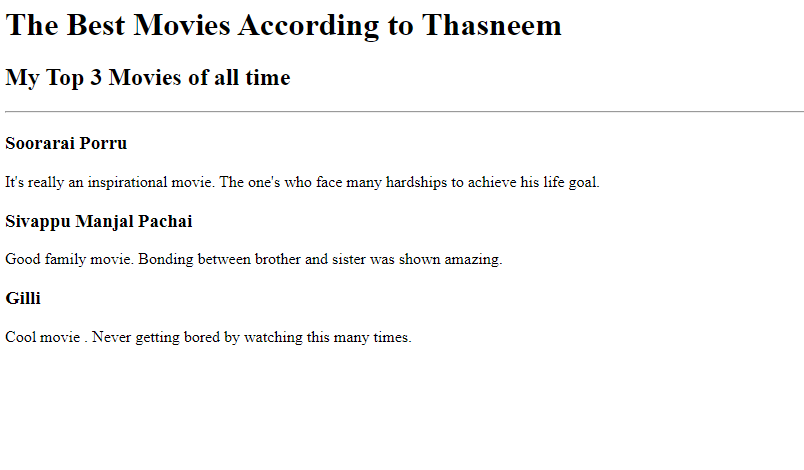 The Best Movies According to Thasneem
My Top 3 Movies of all time
Soorarai Porru
It's really an inspirational movie. The one's who face many hardships to achieve his life goal.
Sivappu Manjal Pachai
Good family movie. Bonding between brother and sister was shown amazing.
Gilli
Cool movie . Never getting bored by watching this many times.